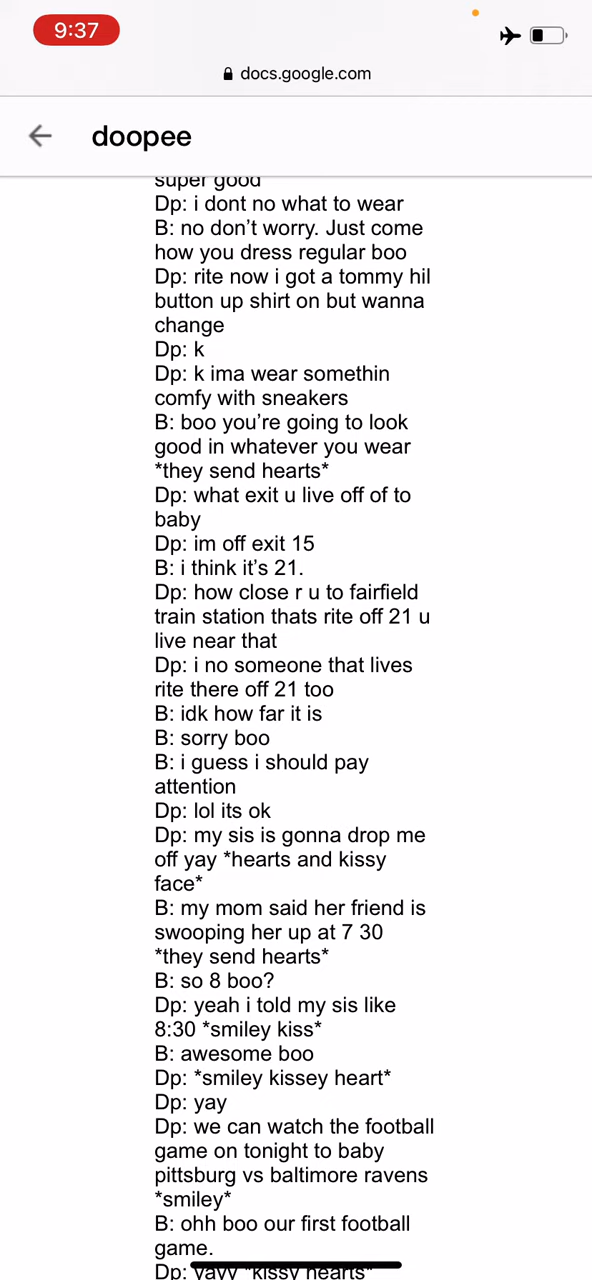 9:37
docs.google.com
doopee
super good
Dp: i dont no what to wear
B: no don’t worry. Just come
how you dress regular boo
Dp: rite now i got a tommy hil
button up shirt on but wanna
change
Dp: k
Dp: k ima wear somethin
comfy with sneakers
B: boo you’re going to look
good in whatever you wear
*they send hearts*
Dp: what exit u live off of to
baby
Dp: im off exit 15
B: i think it’s 21.
Dp: how close r u to fairfield
train station thats rite off 21 u
live near that
Dp: i no someone that lives
rite there off 21 too
B: idk how far it is
B: sorry boo
B: i guess i should pay
attention
Dp: lol its ok
Dp: my sis is gonna drop me
off yay *hearts and kissy
face*
B: my mom said her friend is
swooping her up at 7 30
*they send hearts*
B: so 8 boo?
Dp: yeah i told my sis like
8:30 *smiley kiss*
B: awesome boo
Dp: *smiley kissey heart*
Dp: yay
Dp: we can watch the football
game on tonight to baby
pittsburg vs baltimore ravens
*smiley*
B: ohh boo our first football
game.
Dp: yayy *kissy hearts*